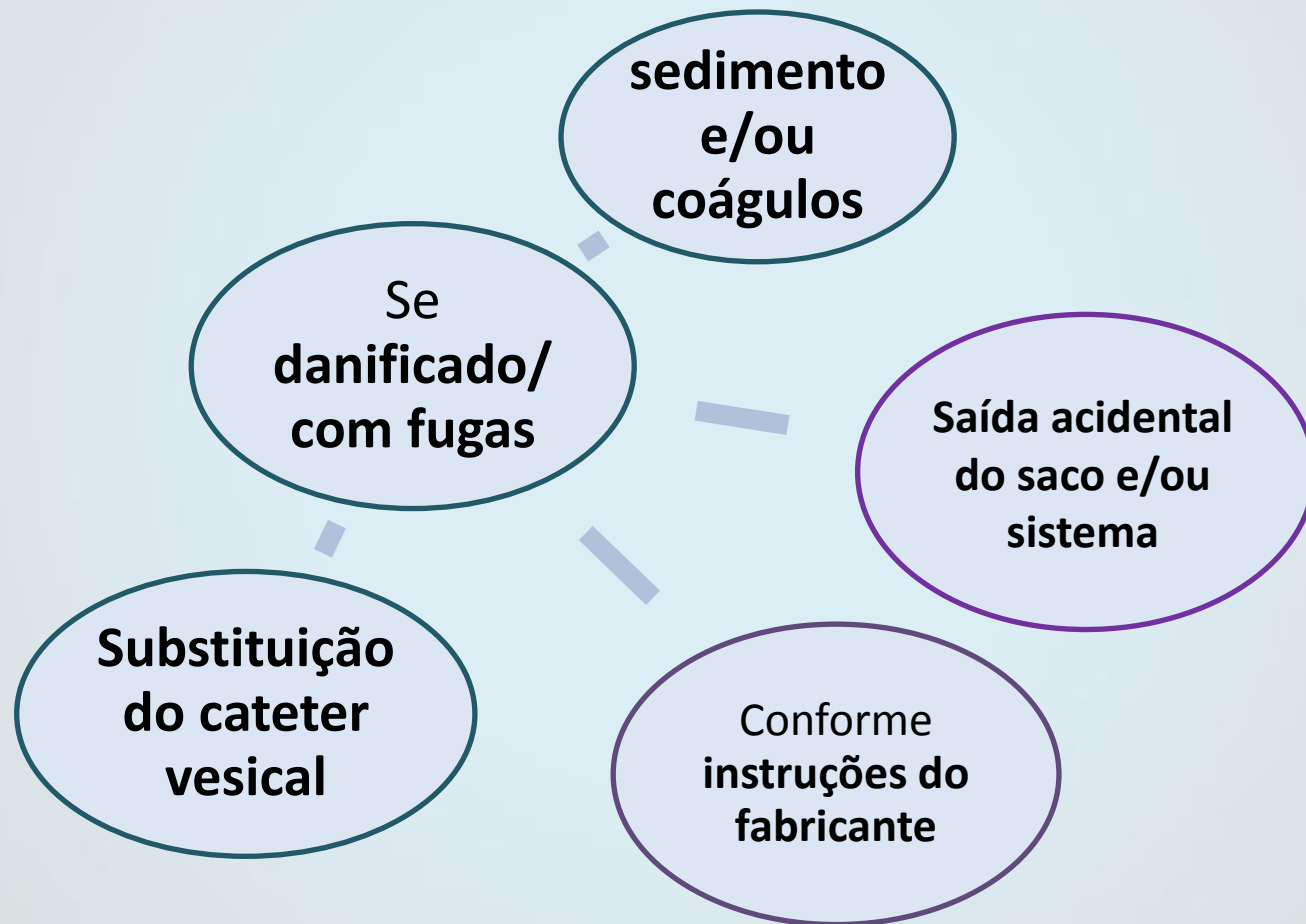 sedimento
e/ou
coágulos
Se
danificado/
com fugas
Saída acidental
do saco e/ou
sistema
Substituição
do cateter
vesical
Conforme
instruções do
fabricante